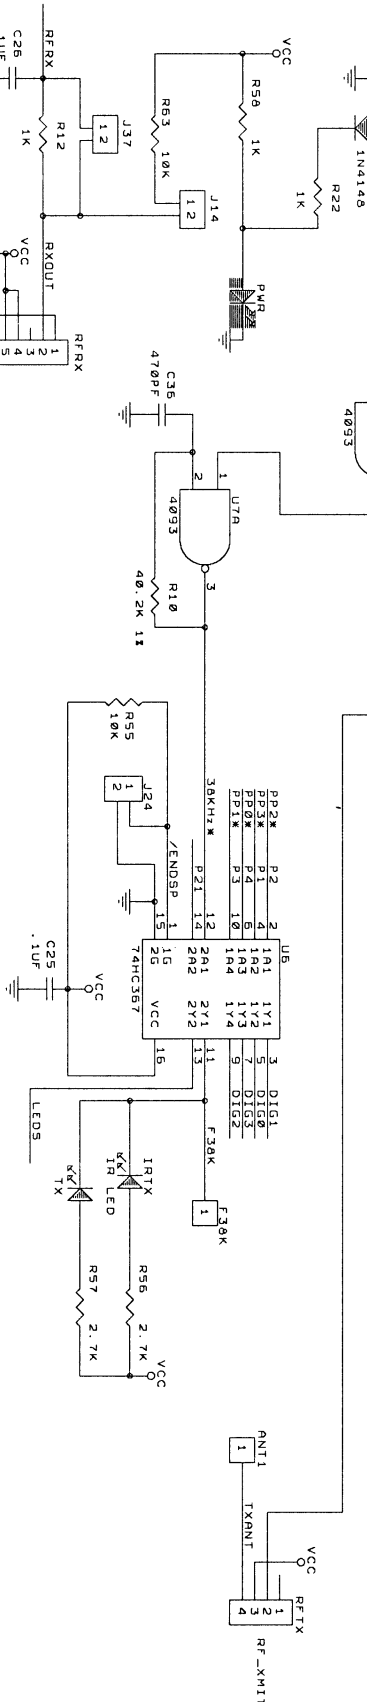 RFRX
C26
.1UF
R12
1K
J37
1 2
R63
10K
J14
1 2
VCC
R58
1K
R22
1K
1N4148
PWR
RXOUT
VCC
RFRX
1
2
3
4
5
4093
C36
470PF
U7A
4093
1
2
3
R10
40.2K 1%
R55
10K
J24
1
2
38KHz*
/ENDSP
PP2*
PP3*
PP0*
PP1*
P2
P1
P4
P3
P21
2
4
6
10
12
14
1
15
U6
1A1 1Y1
1A2 1Y2
1A3 1Y3
1A4 1Y4
2A1 2Y1
2A2 2Y2
1G
2G VCC
74HC367
3
5
7
9
11
13
16
DIG1
DIG0
DIG3
DIG2
C25
.1UF
VCC
LEDS
F38K
F38K
1
IRTX
IR LED
TX
R56
2.7K
R57
2.7K
VCC
ANT1
1
TXANT
VCC
RFTX
1
2
3
4
RF_XMIT